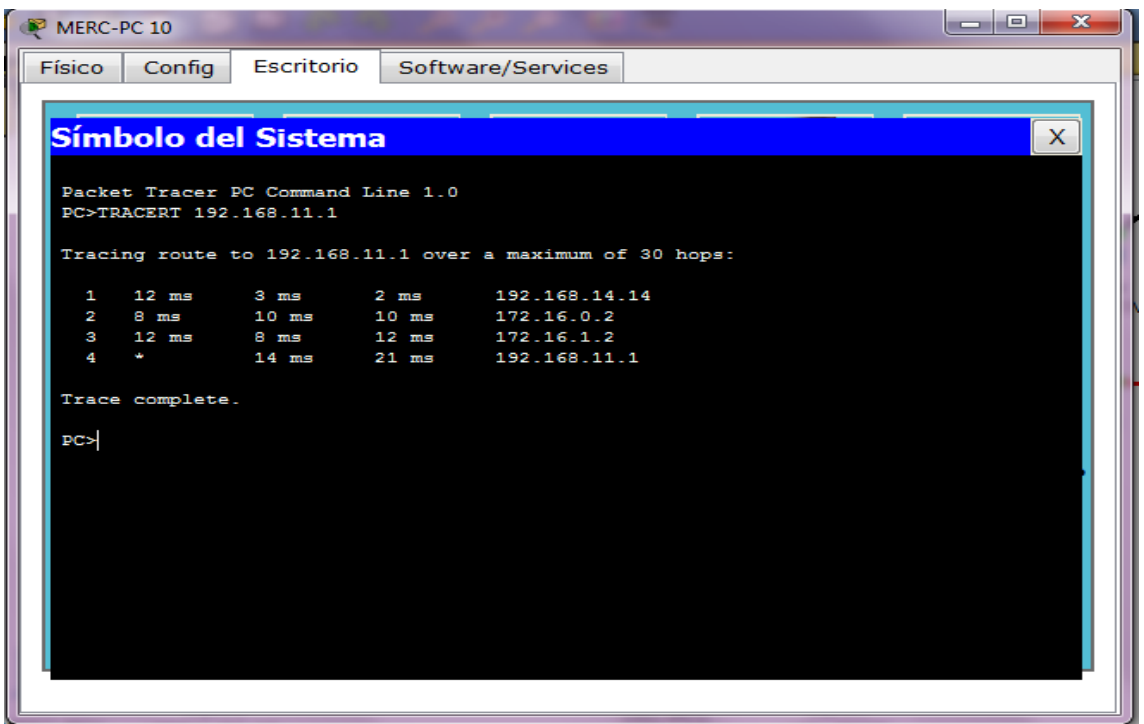 MERC-PC 10
Físico Config Escritorio Software/Services
Símbolo del Sistema X
Packet Tracer PC Command Line 1.0
PC>TRACERT 192.168.11.1
Tracing route to 192.168.11.1 over a maximum of 30 hops:
1 12 ms 3 ms 2 ms 192.168.14.14
2 8 ms 10 ms 10 ms 172.16.0.2
3 12 ms 8 ms 12 ms 172.16.1.2
4 * 14 ms 21 ms 192.168.11.1
Trace complete.
PC>